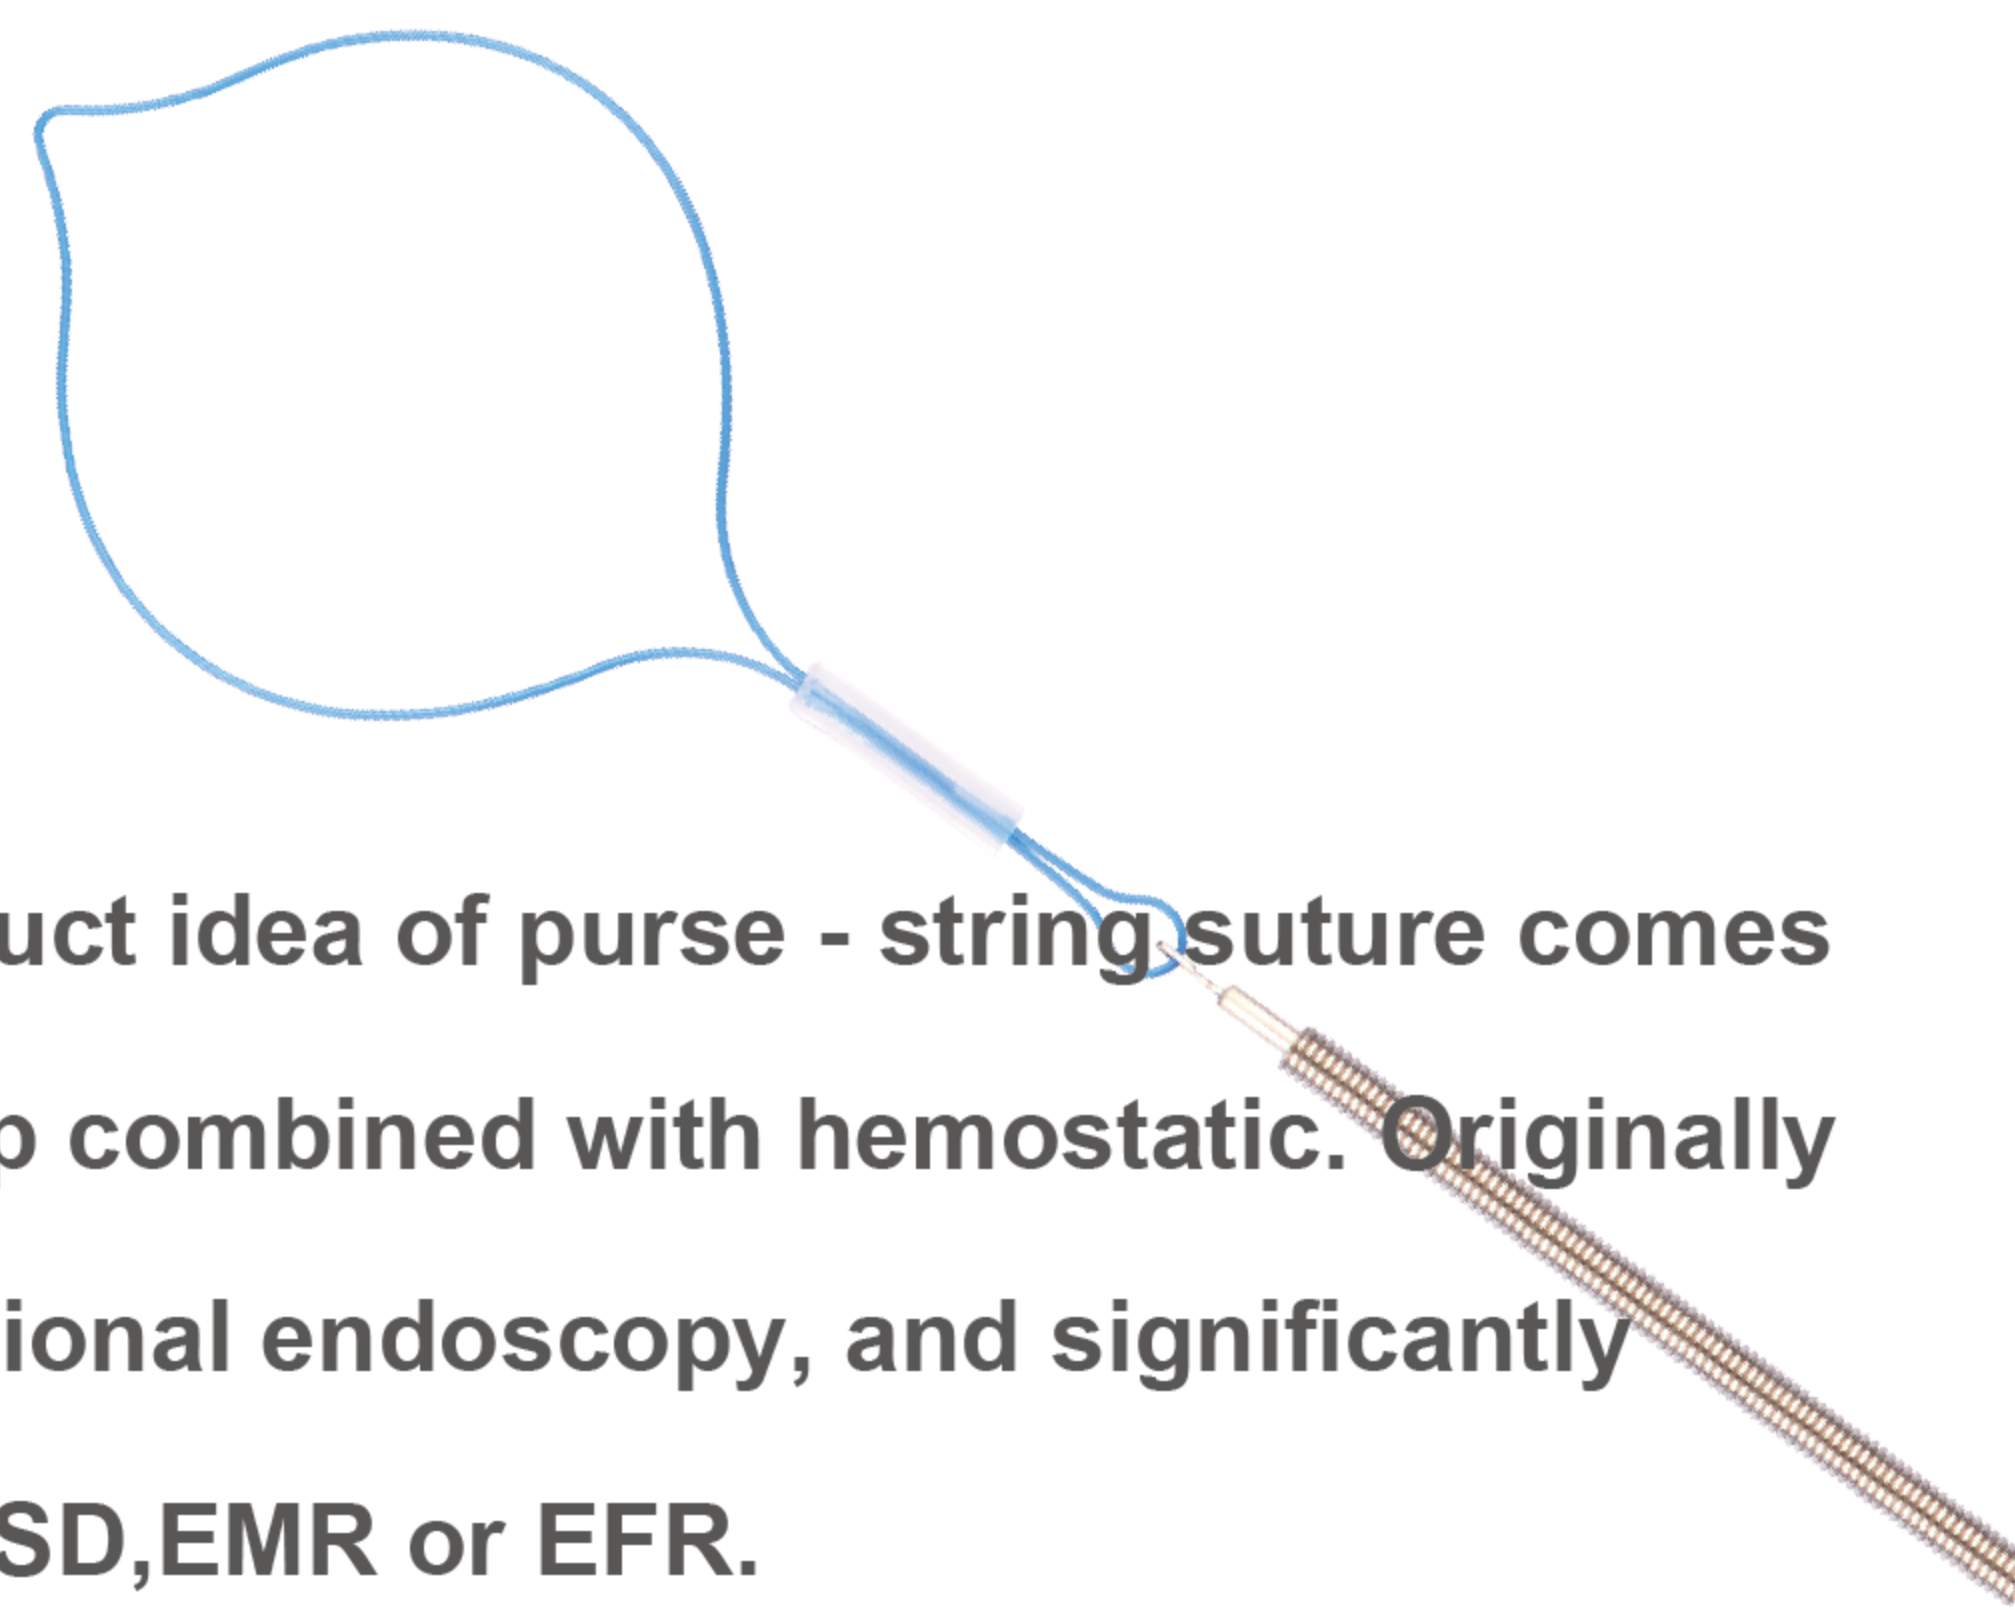 uct idea of purse - string suture comes
p combined with hemostatic. Originally
ional endoscopy, and significantly
SD,EMR or EFR.